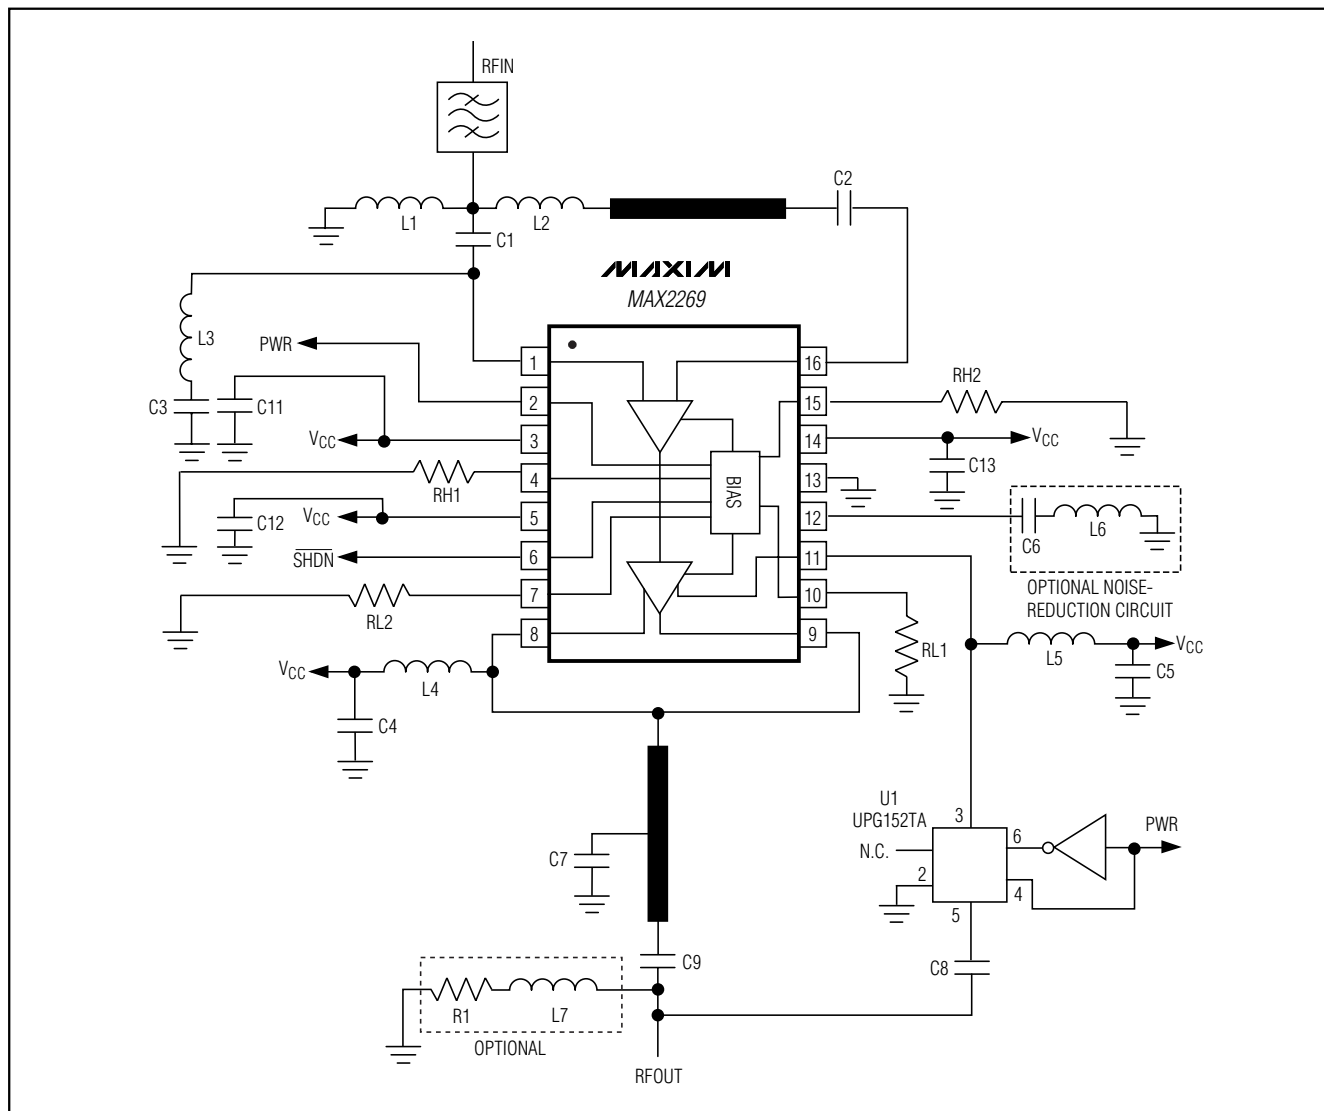 RFIN
C2
L1
L2
C1
MAXIM
MAX2269
L3
PWR
1
16
C3
C11
2
15
RH2
VCC
3
14
VCC
C13
RH1
4
13
BIAS
C12
VCC
5
12
C6
L6
SHDN
6
11
OPTIONAL NOISE-
REDUCTION CIRCUIT
RL2
7
10
8
9
RL1
VCC
L4
L5
VCC
C5
C4
U1
UPG152TA
3
PWR
N.C.
6
C7
2
4
5
C9
C8
R1
L7
OPTIONAL
RFOUT